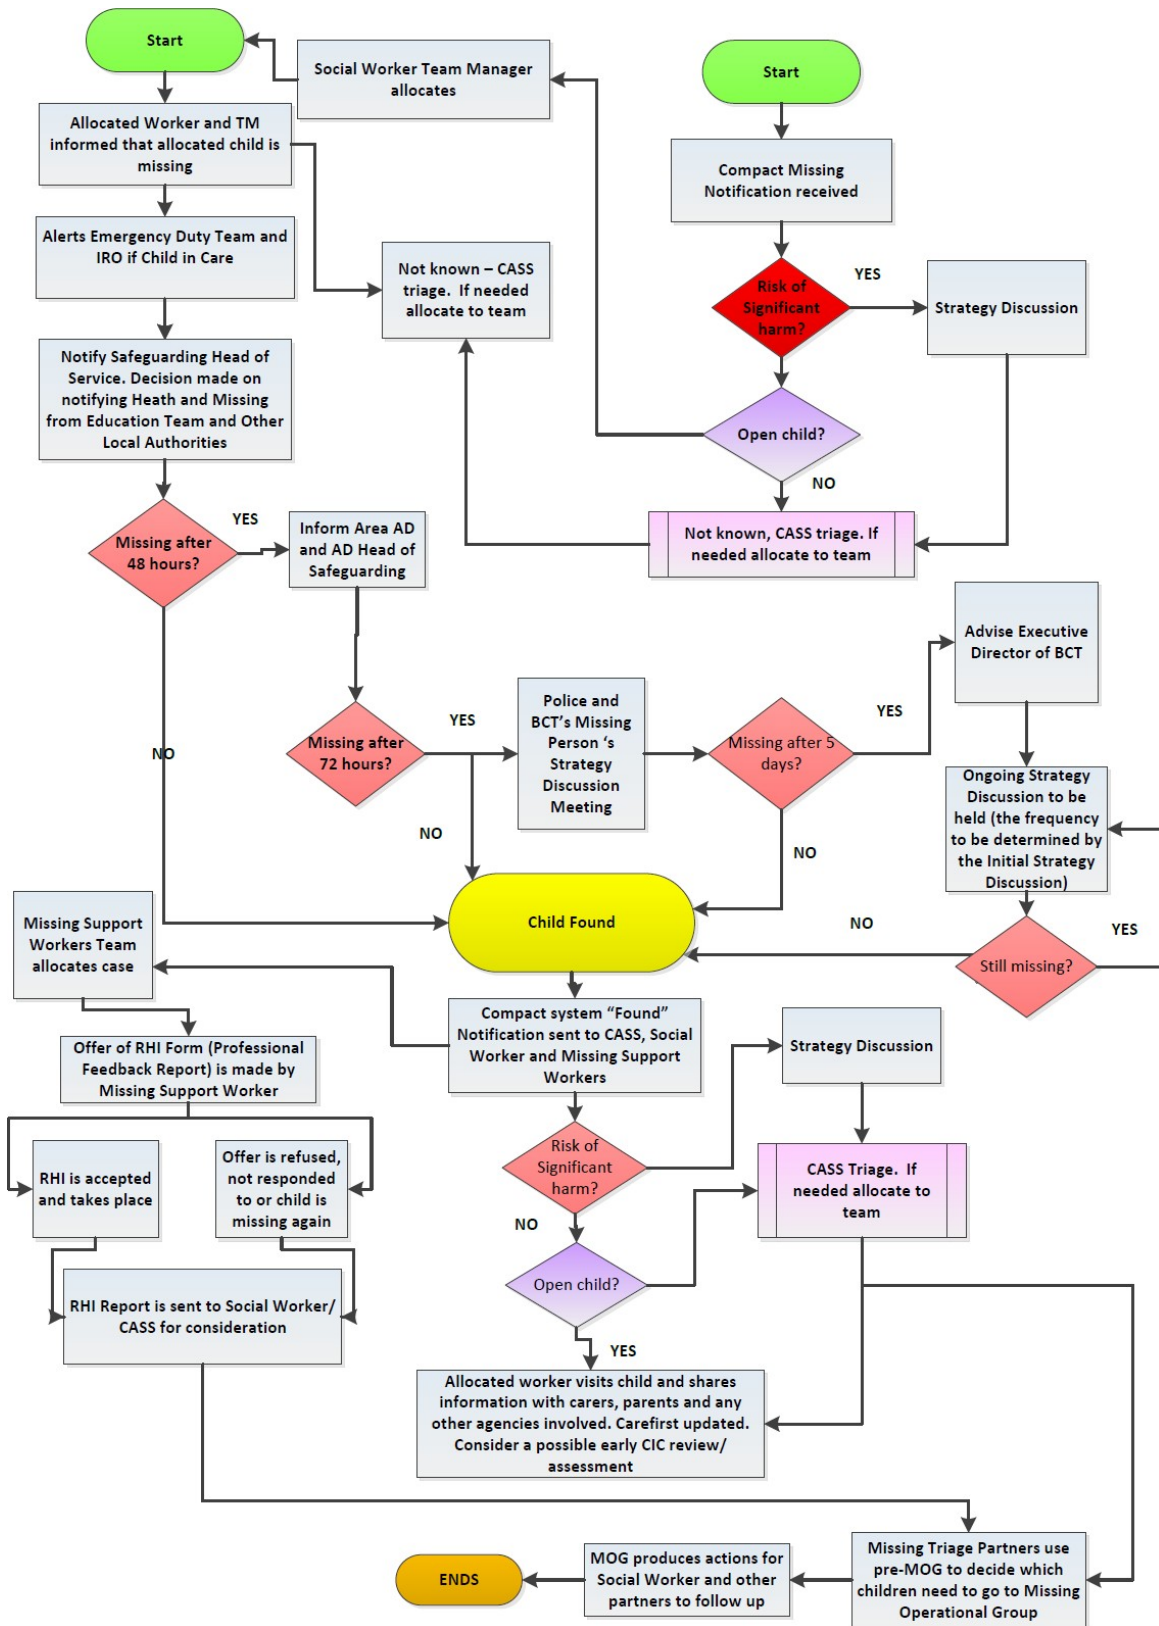 Start
Social Worker Team Manager
allocates
Start
Allocated Worker and TM
informed that allocated child is
missing
Compact Missing
Notification received
Alerts Emergency Duty Team and
IRO if Child in Care
Not known – CASS
triage. If needed
allocate to team
Risk of
Significant
harm?
YES
Strategy Discussion
Notify Safeguarding Head of
Service. Decision made on
notifying Heath and Missing
from Education Team and Other
Local Authorities
Open child?
NO
Missing after
48 hours?
YES
Inform Area AD
and AD Head of
Safeguarding
Not known, CASS triage. If
needed allocate to team
Advise Executive
Director of BCT
NO
Missing after
72 hours?
YES
NO
Police and
BCT’s Missing
Person ‘s
Strategy
Discussion
Meeting
Missing after 5
days?
YES
NO
Ongoing Strategy
Discussion to be
held (the frequency
to be determined by
the Initial Strategy
Discussion)
Child Found
NO
Still missing?
YES
Missing Support
Workers Team
allocates case
Compact system “Found”
Notification sent to CASS, Social
Worker and Missing Support
Workers
Strategy Discussion
Offer of RHI Form (Professional
Feedback Report) is made by
Missing Support Worker
RHI is accepted
and takes place
Offer is refused,
not responded
to or child is
missing again
Risk of
Significant
harm?
NO
CASS Triage. If
needed allocate to
team
Open child?
YES
RHI Report is sent to Social Worker/
CASS for consideration
Allocated worker visits child and shares
information with carers, parents and any
other agencies involved. Carefirst updated.
Consider a possible early CIC review/
assessment
ENDS
MOG produces actions for
Social Worker and other
partners to follow up
Missing Triage Partners use
pre-MOG to decide which
children need to go to Missing
Operational Group